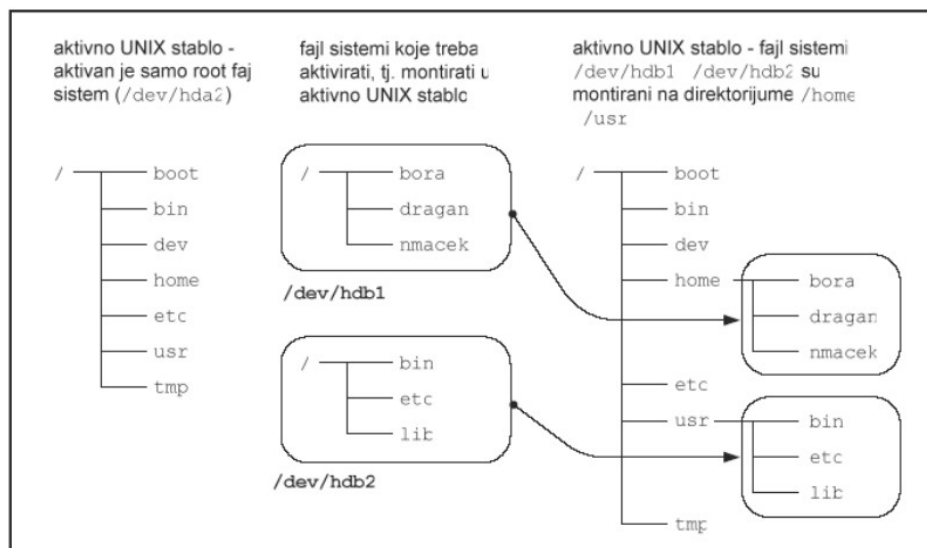 aktivno UNIX stablo -
aktivan je samo root faj
sistem (/dev/hda2)
fajl sistemi koje treba
aktivirati, tj. montirati u
aktivno UNIX stablo
aktivno UNIX stablo - fajl sistemi
/dev/hdb1 /dev/hdb2 su
montirani na direktorijume /home
/usr
/
boot
bin
dev
home
etc
usr
tmp
/
bora
dragan
nmacek
/dev/hdb1
/
bin
etc
lib
/dev/hdb2
/
boot
bin
dev
home
bora
dragan
nmacek
etc
usr
bin
etc
lib
tmp